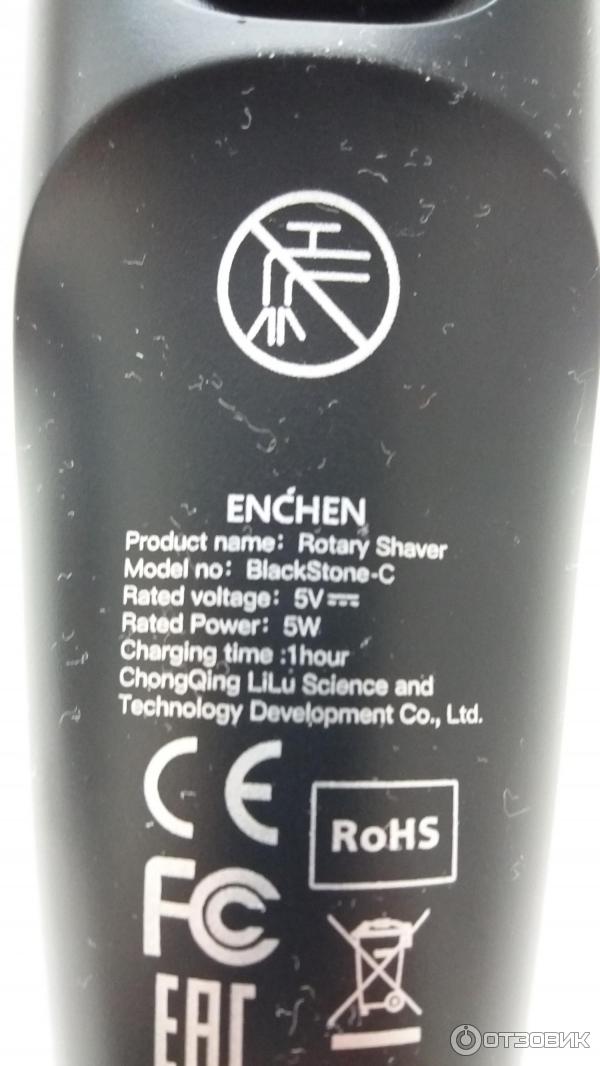 ENCHEN
Product name: Rotary Shaver
Model no: BlackStone-C
Rated voltage: 5V
Rated Power: 5W
Charging time :1hour
ChongQing LiLu Science and
Technology Development Co., Ltd.
CE
RoHS
FC
EAC
ОТЗОВИК